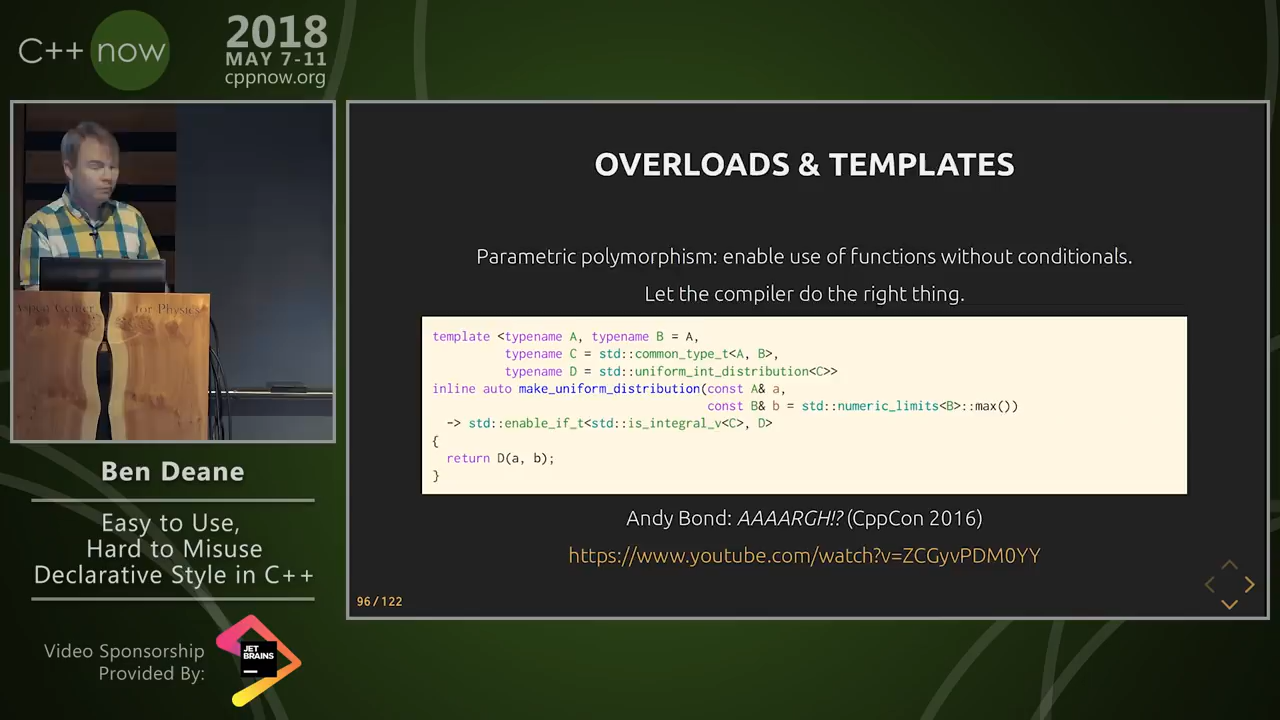 C++ now
2018
MAY 7-11
cppnow.org
for Physics
Ben Deane
Easy to Use,
Hard to Misuse
Declarative Style in C++
Video Sponsorship
Provided By:
JET
BRAINS
OVERLOADS & TEMPLATES
Parametric polymorphism: enable use of functions without conditionals.
Let the compiler do the right thing.
template <typename A, typename B = A,
          typename C = std::common_type_t<A, B>,
          typename D = std::uniform_int_distribution<C>>
inline auto make_uniform_distribution(const A& a,
                                      const B& b = std::numeric_limits<B>::max())
  -> std::enable_if_t<std::is_integral_v<C>, D>
{
  return D(a, b);
}
Andy Bond: AAAARGH!? (CppCon 2016)
https://www.youtube.com/watch?v=ZCGyvPDM0YY
96 / 122